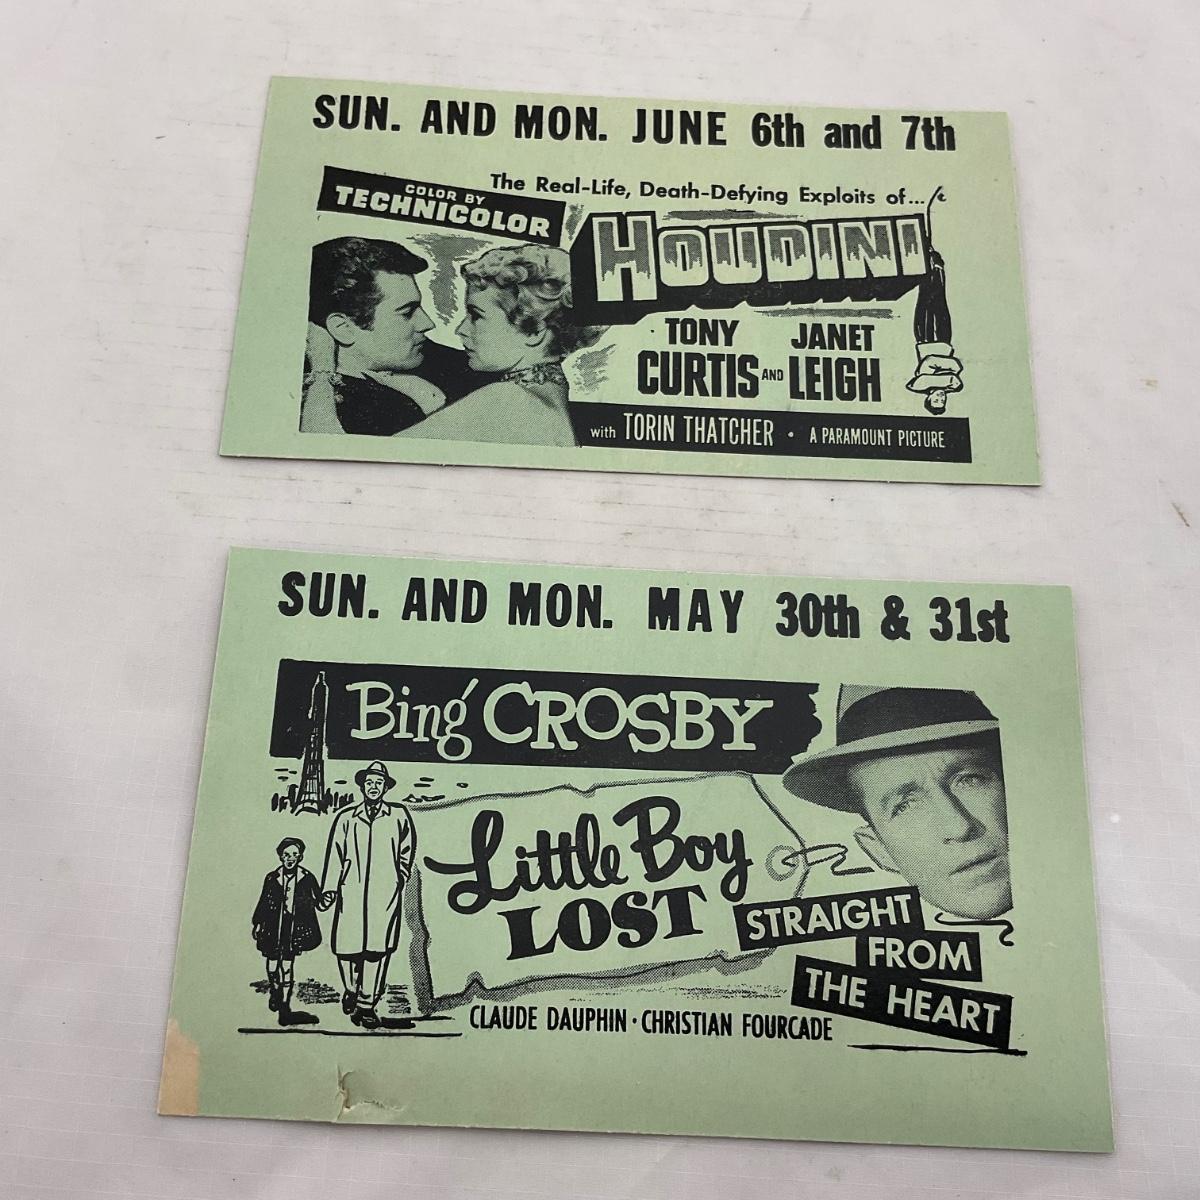 SUN. AND MON. JUNE 6th and 7th
COLOR BY
TECHNICOLOR
The Real-Life, Death-Defying Exploits of...
HOUDINI
TONY CURTIS AND JANET LEIGH
with TORIN THATCHER • A PARAMOUNT PICTURE
SUN. AND MON. MAY 30th & 31st
Bing CROSBY
Little Boy
LOST
STRAIGHT
FROM
THE HEART
CLAUDE DAUPHIN • CHRISTIAN FOURCADE